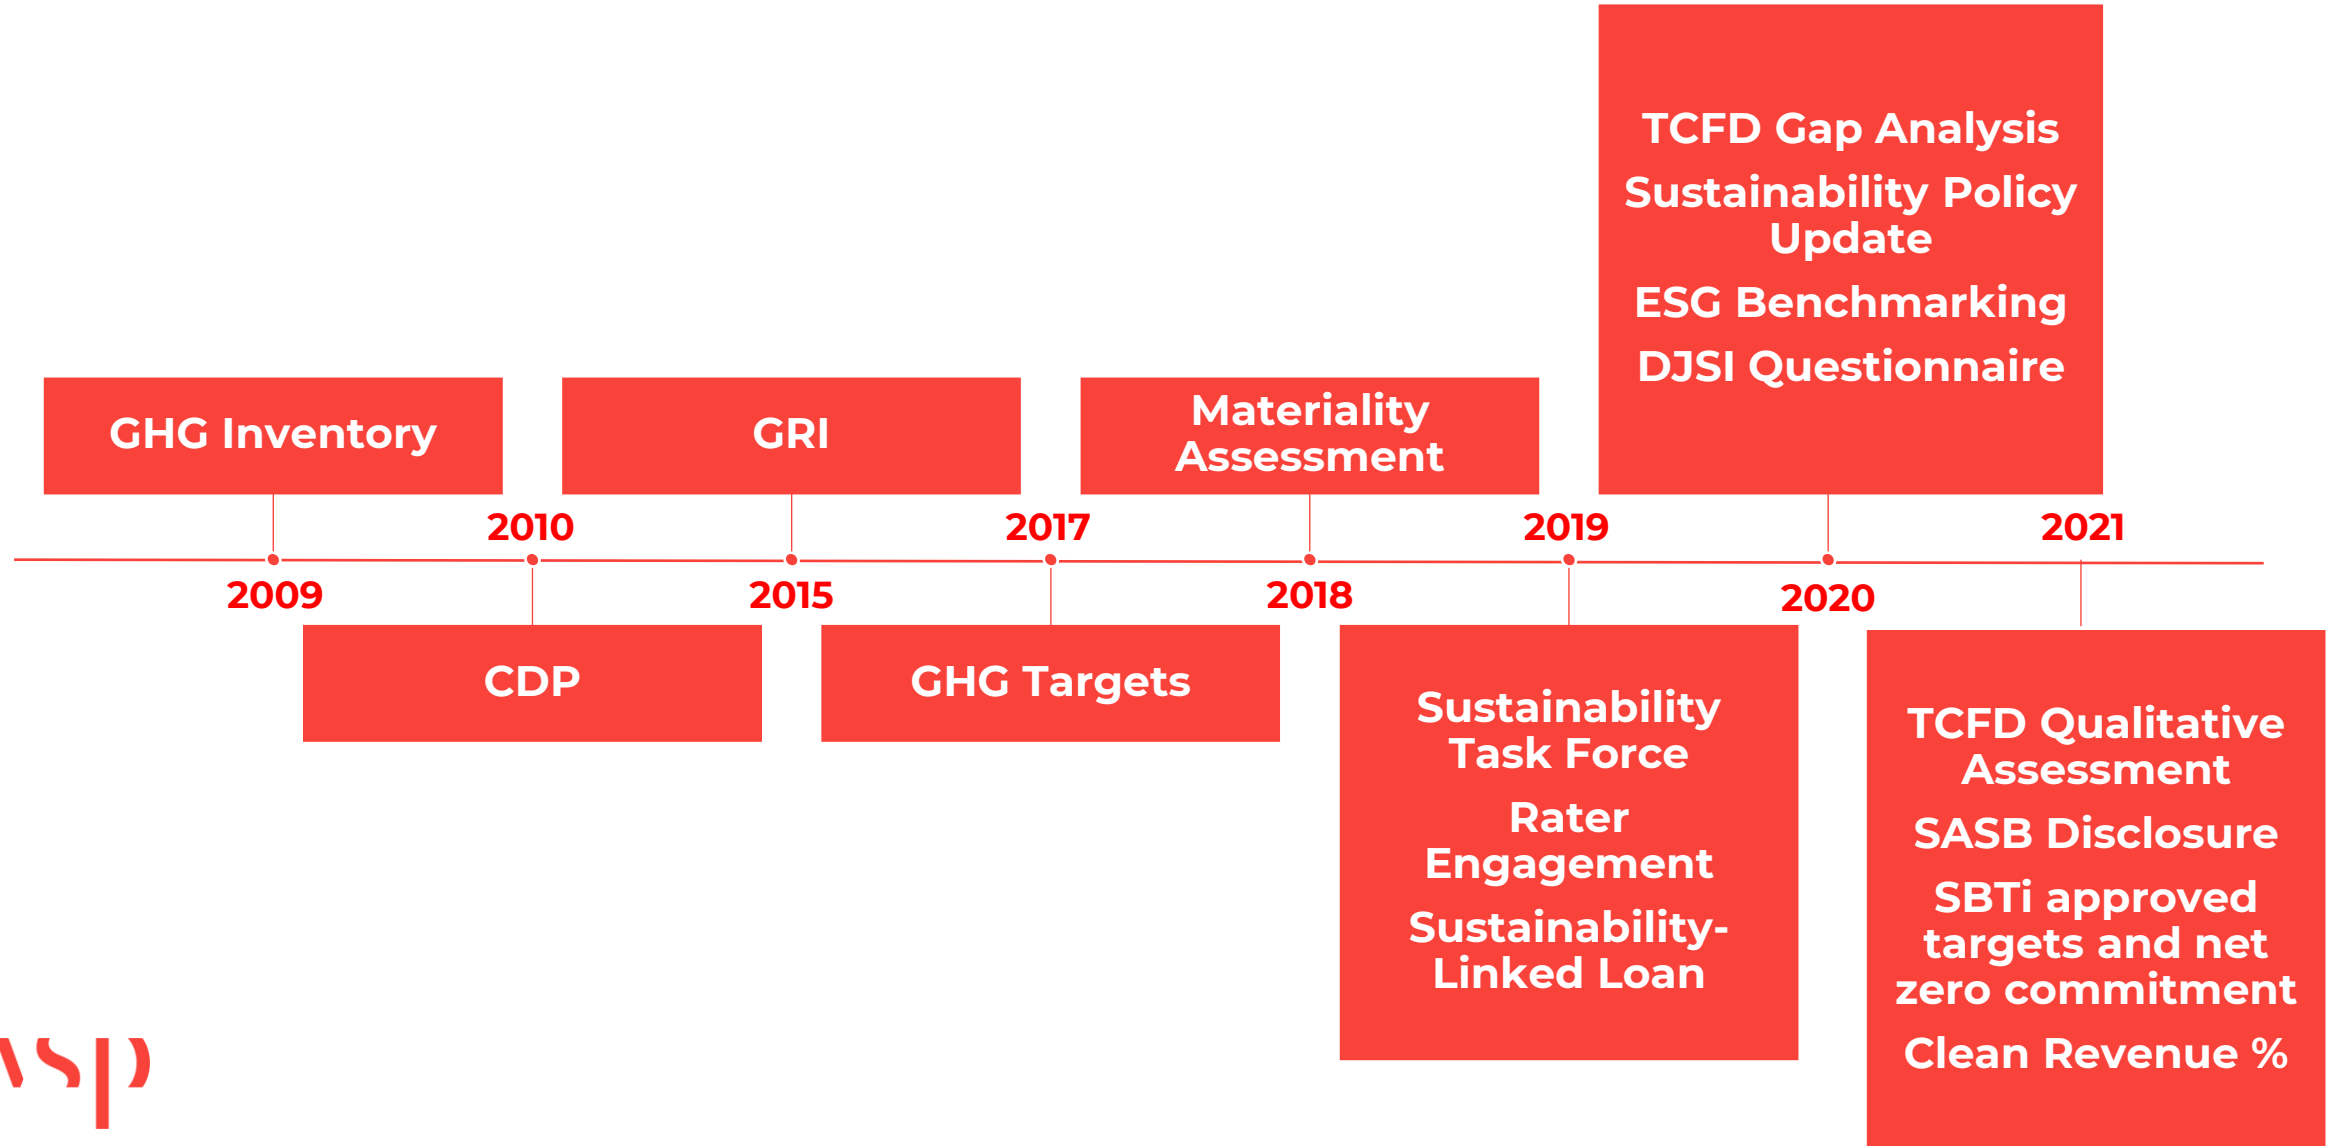 GHG Inventory
2009
2010
CDP
GRI
2015
2017
GHG Targets
Materiality
Assessment
2018
2019
Sustainability
Task Force
Rater
Engagement
Sustainability-
Linked Loan
TCFD Gap Analysis
Sustainability Policy
Update
ESG Benchmarking
DJSI Questionnaire
2020
2021
TCFD Qualitative
Assessment
SASB Disclosure
SBTi approved
targets and net
zero commitment
Clean Revenue %